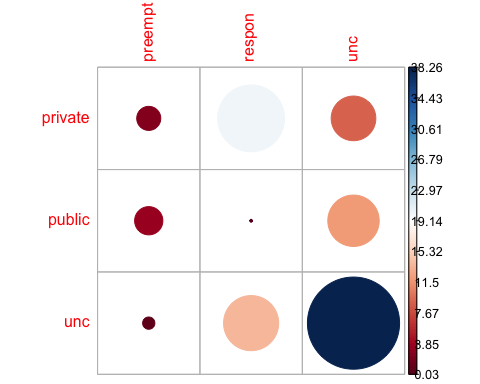 preempt
respon
unc
private
public
unc
38.26
34.43
30.61
26.79
22.97
19.14
15.32
11.5
7.67
3.85
0.03